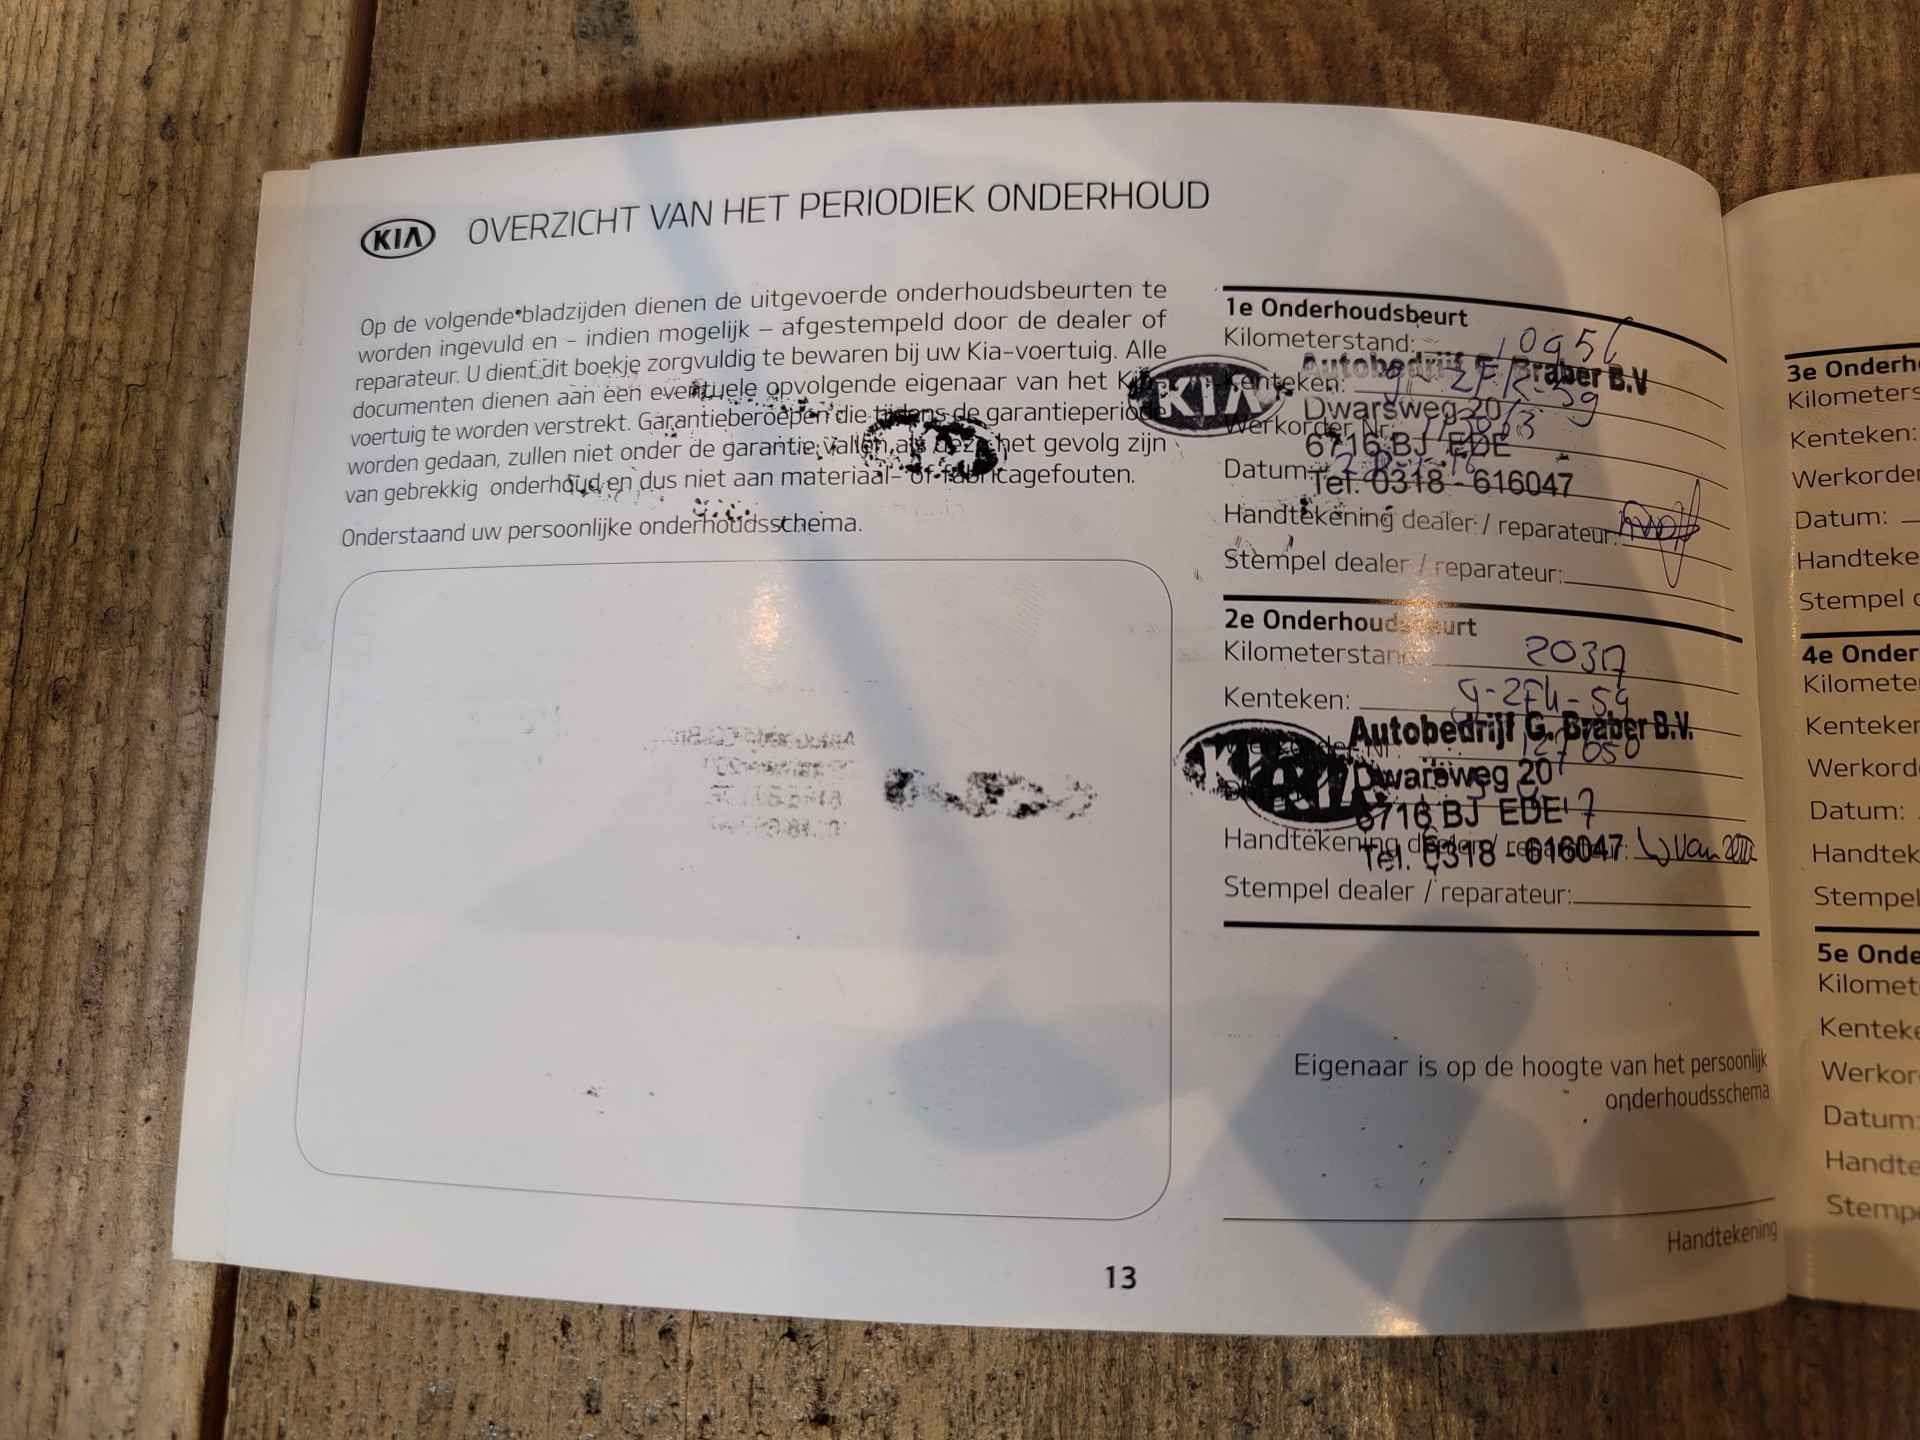 KIA OVERZICHT VAN HET PERIODIEK ONDERHOUD
Op de volgende bladzijden dienen de uitgevoerde onderhoudsbeurten te
worden ingevuld en - indien mogelijk – afgestempeld door de dealer of
reparateur. U dient dit boekje zorgvuldig te bewaren bij uw Kia-voertuig. Alle
documenten dienen aan een eventuele opvolgende eigenaar van het
voertuig te worden verstrekt. Garantieberoepen die tijdens de garantieperiode
worden gedaan, zullen niet onder de garantie vallen als deze het gevolg zijn
van gebrekkig onderhoud en dus niet aan materiaal- of fabricagefouten.
Onderstaand uw persoonlijke onderhoudsschema.
1e Onderhoudsbeurt
Kilometerstand:
Kenteken:
KIA Autobedrijf G. Braber B.V
Dwarsweg 20
Werkorder Nr:
6716 BJ EDE
Datum:
Tel. 0318 - 616047
Handtekening dealer / reparateur:
Stempel dealer / reparateur:
2e Onderhoudsbeurt
Kilometerstand:
Kenteken:
KIA Autobedrijf G. Braber B.V.
Dwarsweg 20
6716 BJ EDE
Handtekening dealer / reparateur:
Tel. 0318 - 616047
Stempel dealer / reparateur:
Eigenaar is op de hoogte van het persoonlijk
onderhoudsschema
Handtekening
13
3e Onderh
Kilometers
Kenteken:
Werkorder
Datum:
Handteke
Stempel
4e Onder
Kilometer
Kenteken
Werkord
Datum:
Handtek
Stempel
5e Onde
Kilomet
Kenteke
Werkor
Datum:
Handte
Stemp